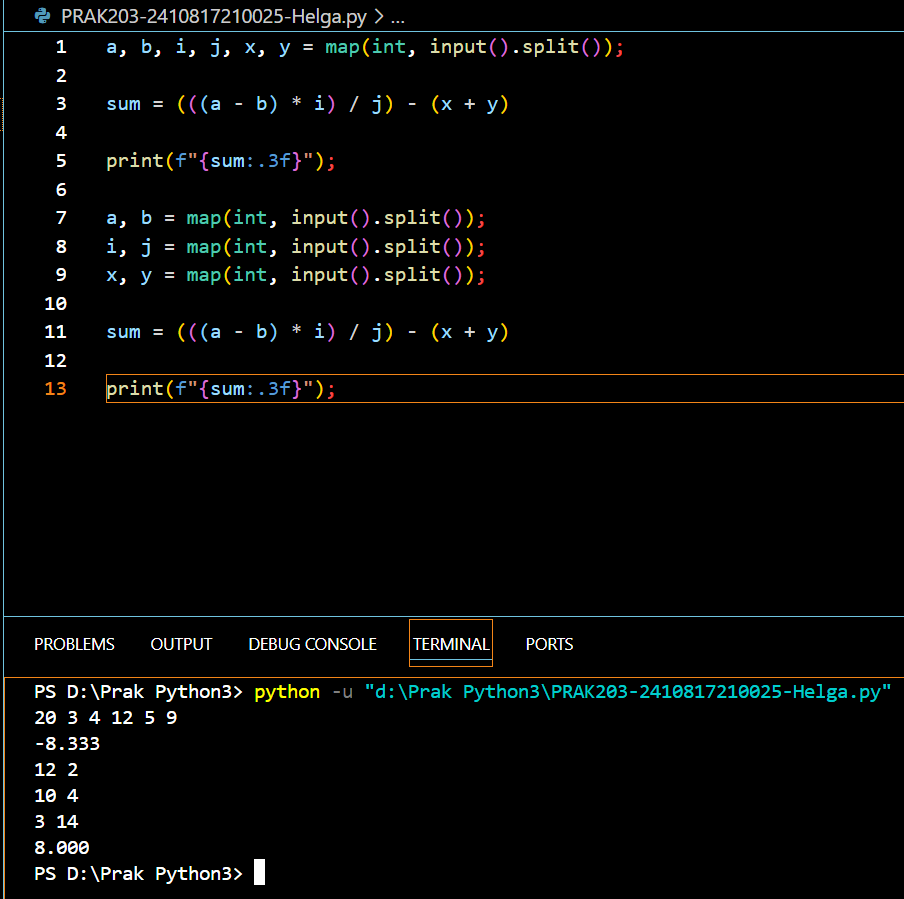 PRAK203-2410817210025-Helga.py > ...
1 a, b, i, j, x, y = map(int, input().split());
2
3 sum = (((a - b) * i) / j) - (x + y)
4
5 print(f"{sum:.3f}");
6
7 a, b = map(int, input().split());
8 i, j = map(int, input().split());
9 x, y = map(int, input().split());
10
11 sum = (((a - b) * i) / j) - (x + y)
12
13 print(f"{sum:.3f}");
PROBLEMS OUTPUT DEBUG CONSOLE TERMINAL PORTS
PS D:\Prak Python3> python -u "d:\Prak Python3\PRAK203-2410817210025-Helga.py"
20 3 4 12 5 9
-8.333
12 2
10 4
3 14
8.000
PS D:\Prak Python3>